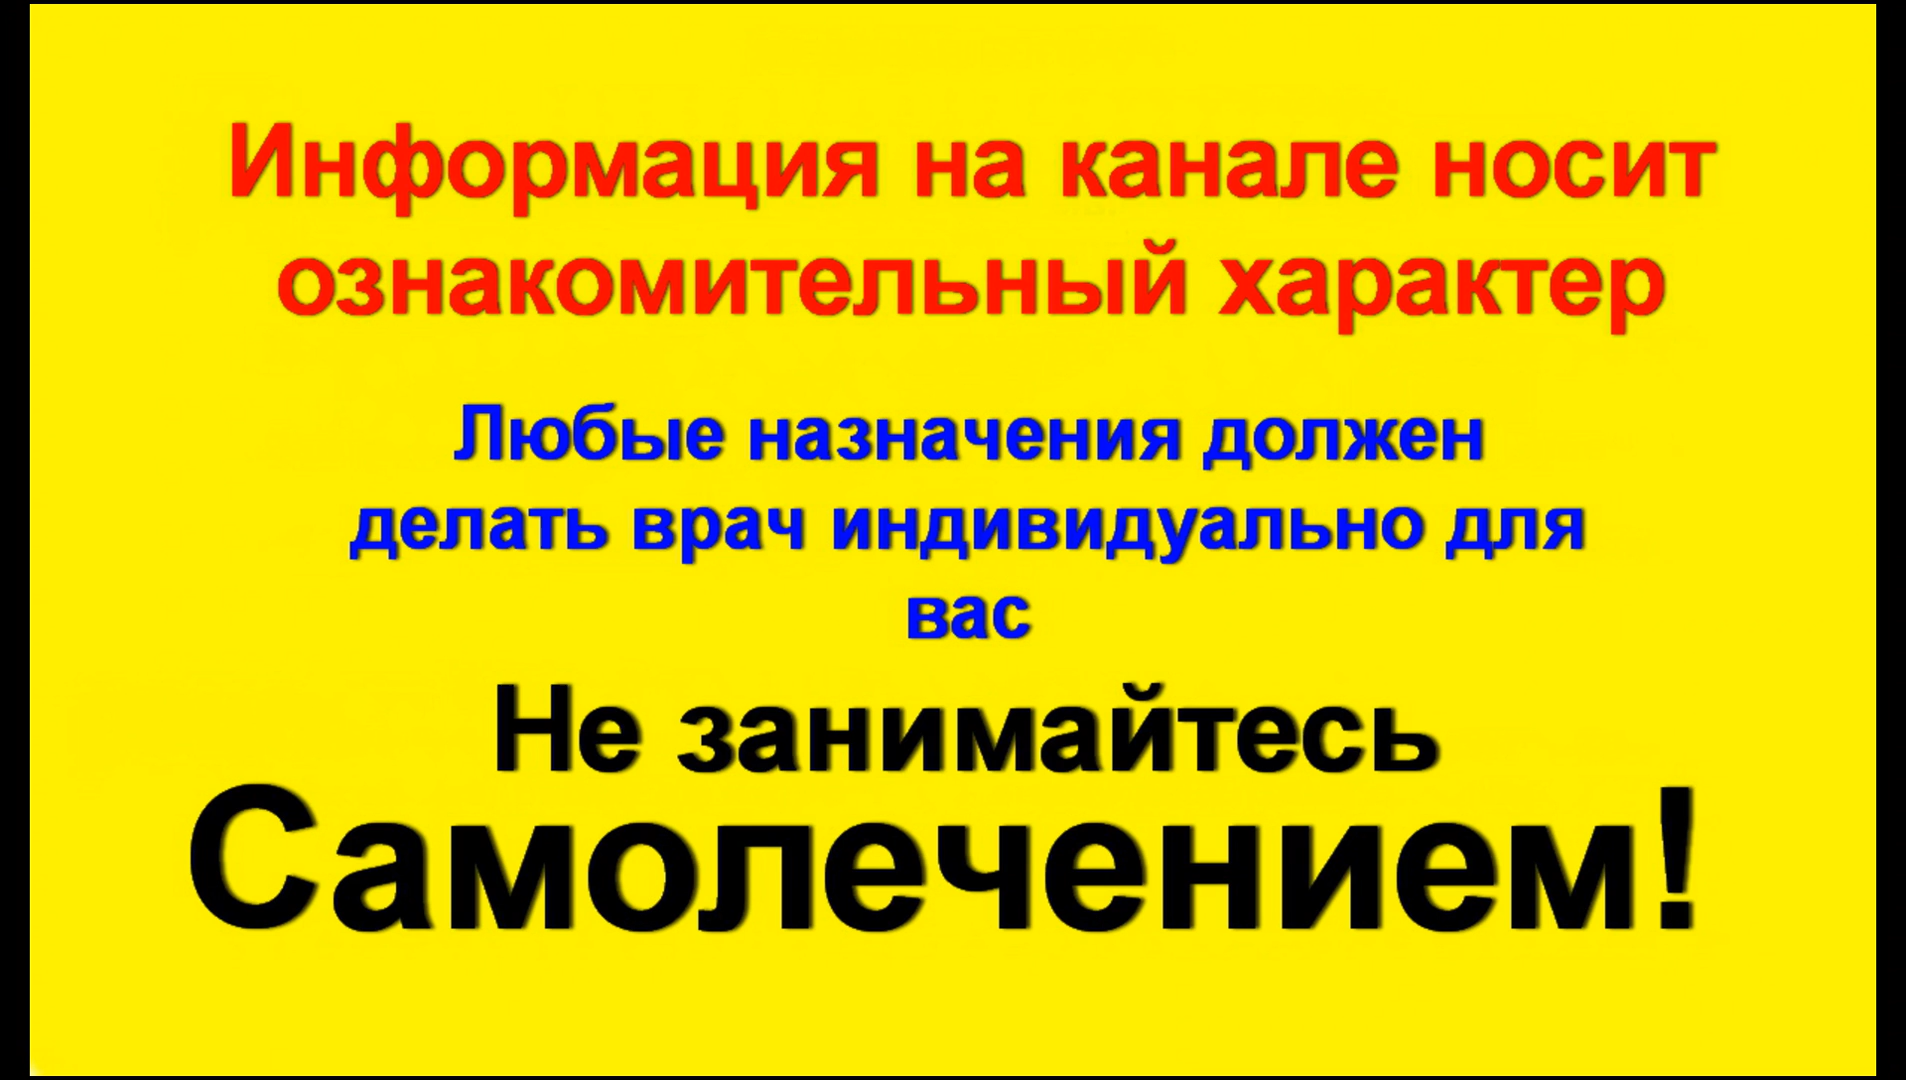 Информация на канале носит
ознакомительный характер
Любые назначения должен
делать врач индивидуально для
вас
Не занимайтесь
Самолечением!